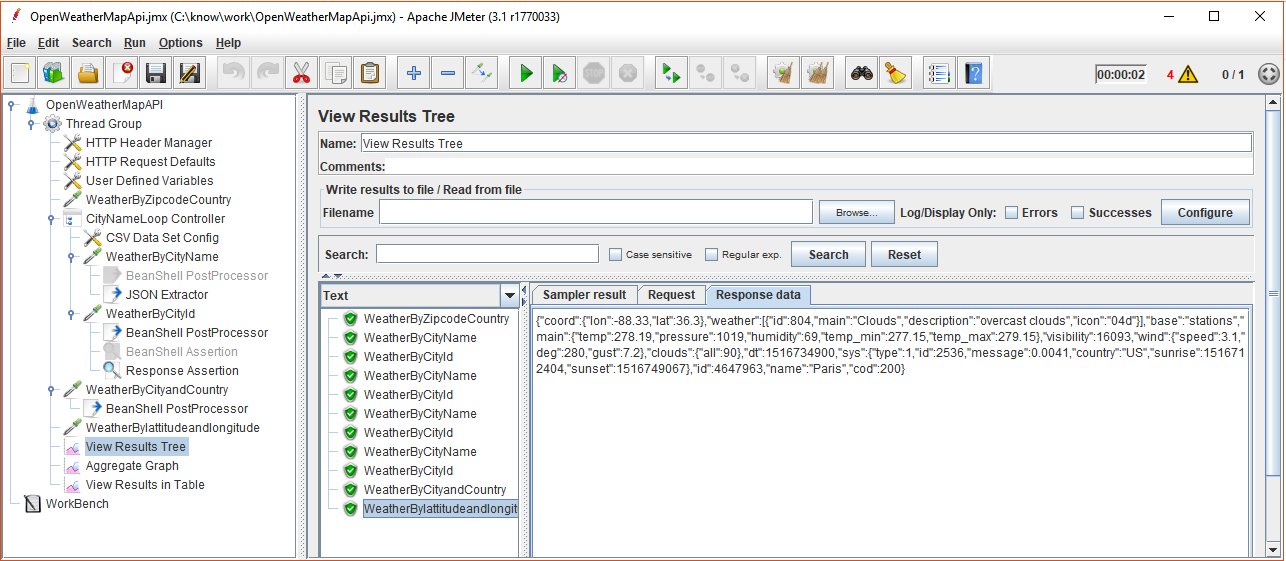 OpenWeatherMapApi.jmx (C:\know\work\OpenWeatherMapApi.jmx) - Apache JMeter (3.1 r1770033)
File Edit Search Run Options Help
00:00:02 4 0 / 1
OpenWeatherMapAPI
Thread Group
HTTP Header Manager
HTTP Request Defaults
User Defined Variables
WeatherByZipcodeCountry
CityNameLoop Controller
CSV Data Set Config
WeatherByCityName
BeanShell PostProcessor
JSON Extractor
WeatherByCityId
BeanShell PostProcessor
BeanShell Assertion
Response Assertion
WeatherByCityandCountry
BeanShell PostProcessor
WeatherBylattitudeandlongitude
View Results Tree
Aggregate Graph
View Results in Table
WorkBench
View Results Tree
Name: View Results Tree
Comments:
Write results to file / Read from file
Filename Browse... Log/Display Only: Errors Successes Configure
Search: Case sensitive Regular exp. Search Reset
Text
WeatherByZipcodeCountry
WeatherByCityName
WeatherByCityId
WeatherByCityName
WeatherByCityId
WeatherByCityName
WeatherByCityId
WeatherByCityName
WeatherByCityId
WeatherByCityandCountry
WeatherBylattitudeandlongit
Sampler result Request Response data
{"coord":{"lon":-88.33,"lat":36.3},"weather":[{"id":804,"main":"Clouds","description":"overcast clouds","icon":"04d"}],"base":"stations","
main":{"temp":278.19,"pressure":1019,"humidity":69,"temp_min":277.15,"temp_max":279.15},"visibility":16093,"wind":{"speed":3.1,"
deg":280,"gust":7.2},"clouds":{"all":90},"dt":1516734900,"sys":{"type":1,"id":2536,"message":0.0041,"country":"US","sunrise":151671
2404,"sunset":1516749067},"id":4647963,"name":"Paris","cod":200}